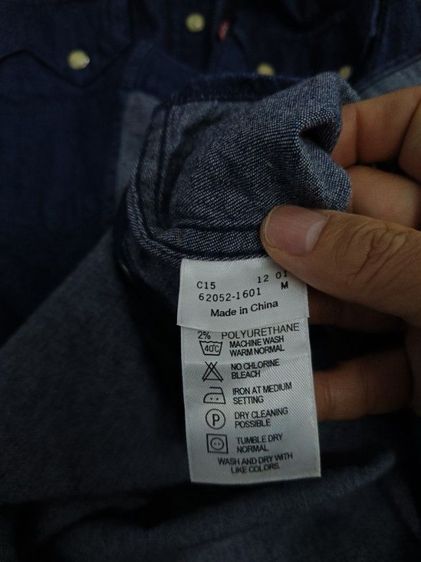 C15 12 01
62052-1601 M
Made in China
2% POLYURETHANE
40°C MACHINE WASH
WARM NORMAL
NO CHLORINE
BLEACH
IRON AT MEDIUM
SETTING
P DRY CLEANING
POSSIBLE
TUMBLE DRY
NORMAL
WASH AND DRY WITH
LIKE COLORS.